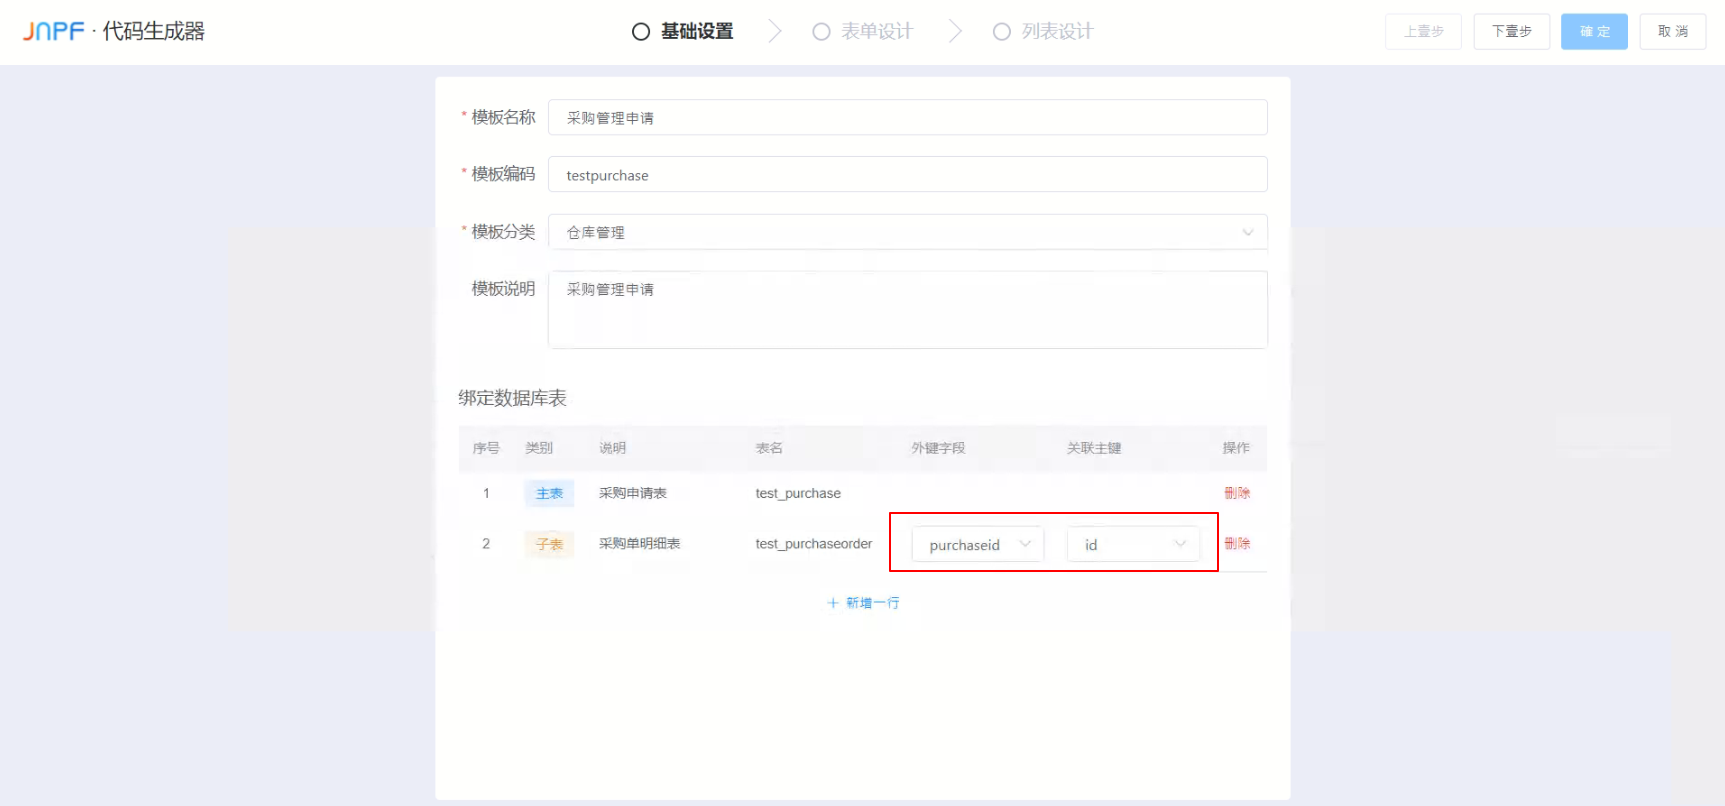 JNPF · 代码生成器
基础设置
表单设计
列表设计
上壹步
下壹步
確 定
取 消
* 模板名称
采购管理申请
* 模板编码
testpurchase
* 模板分类
仓库管理
模板说明
采购管理申请
绑定数据库表
序号 类别 说明 表名 外键字段 关联主键 操作
1 主表 采购申请表 test_purchase 删除
2 子表 采购单明细表 test_purchaseorder purchaseid id 删除
+ 新增一行